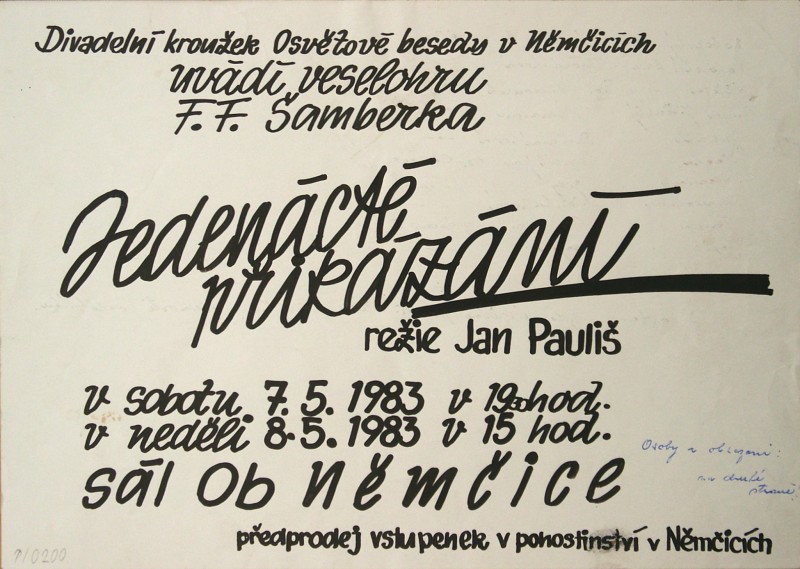 Divadelní kroužek Osvětové besedy v Němčicích
uvádí veselohru
F. F. Šamberka
Jedenácté
přikázání
režie Jan Pauliš
v sobotu 7. 5. 1983 v 19.30 hod.
v neděli 8. 5. 1983 v 15 hod.
sál OB Němčice
Osoby a obsazení:
na druhé
straně!
předprodej vstupenek v pohostinství v Němčicích
P/0200